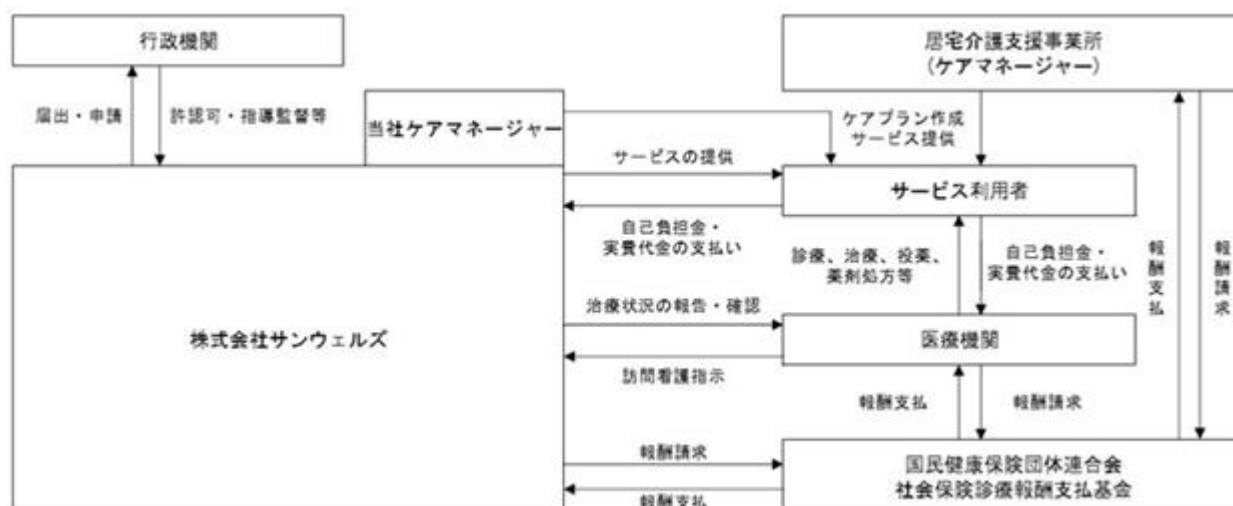 行政機関
居宅介護支援事業所
(ケアマネージャー)
届出・申請
許認可・指導監督等
当社ケアマネージャー
ケアプラン作成
サービス提供
サービスの提供
サービス利用者
自己負担金・
実費代金の支払い
診療、治療、投薬、
薬剤処方等
自己負担金・
実費代金の支払い
報酬支払
報酬請求
治療状況の報告・確認
株式会社サンウェルズ
医療機関
訪問看護指示
報酬支払
報酬請求
報酬請求
国民健康保険団体連合会
社会保険診療報酬支払基金
報酬支払